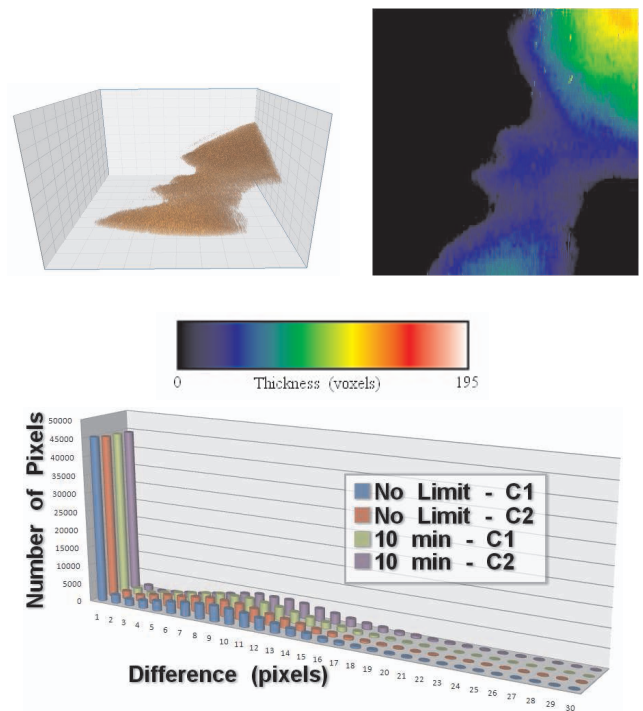 0 Thickness (voxels) 195
Number of Pixels
50000
45000
40000
35000
30000
25000
20000
15000
10000
5000
0
No Limit - C1
No Limit - C2
10 min - C1
10 min - C2
1 2 3 4 5 6 7 8 9 10 11 12 13 14 15 16 17 18 19 20 21 22 23 24 25 26 27 28 29 30
Difference (pixels)